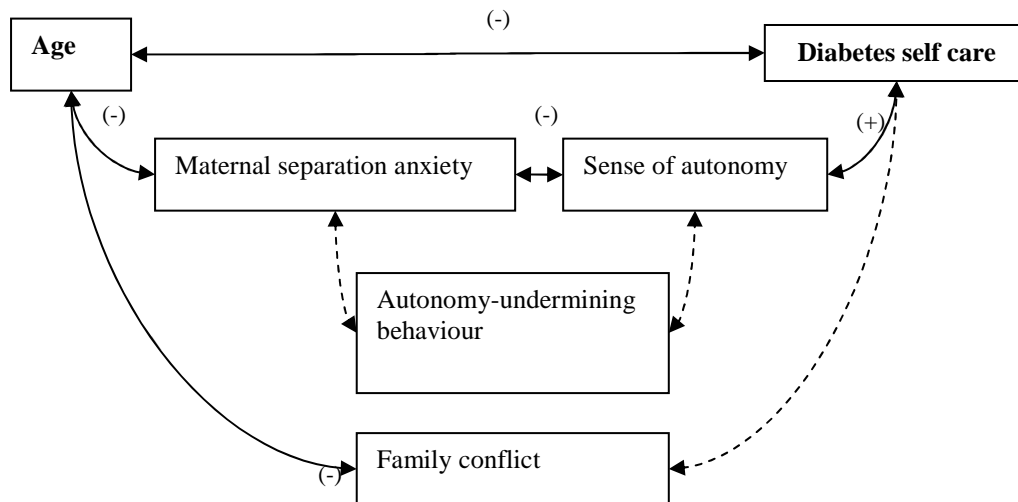 (-)
Age
Diabetes self care
(-)
(-)
(+)
Maternal separation anxiety
Sense of autonomy
Autonomy-undermining
behaviour
Family conflict
(-)